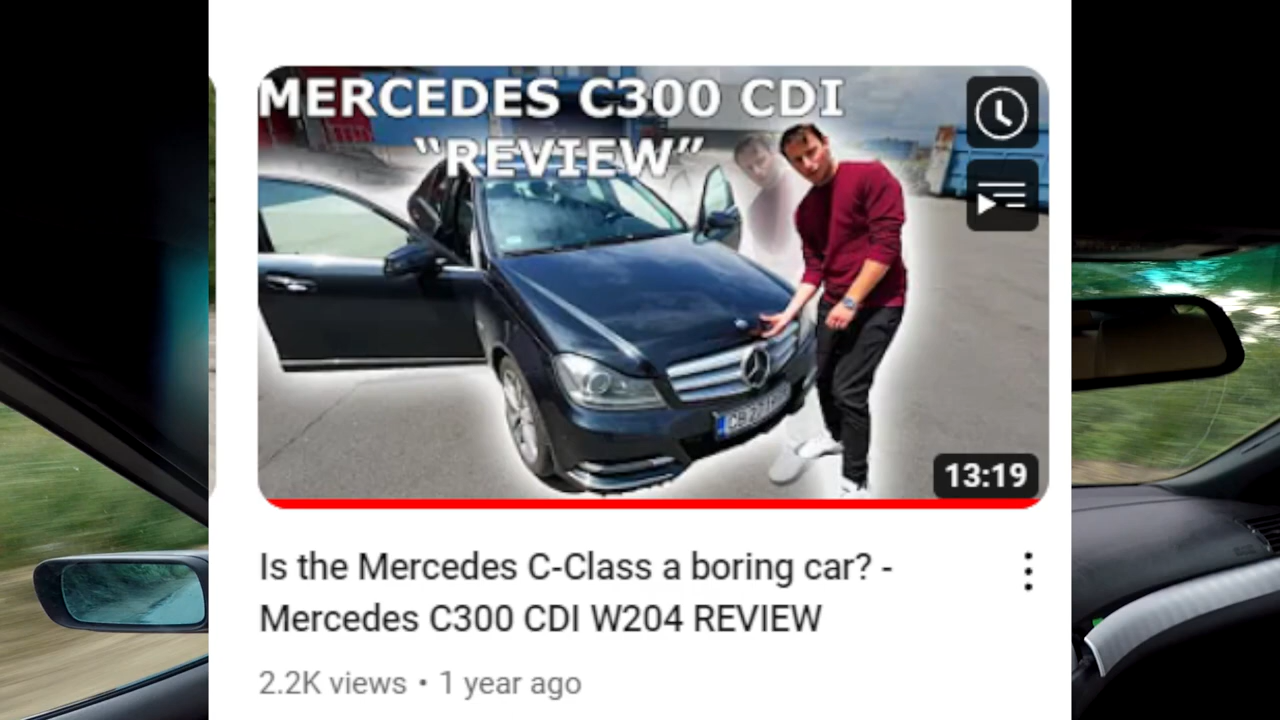 MERCEDES C300 CDI
"REVIEW"
13:19
Is the Mercedes C-Class a boring car? -
Mercedes C300 CDI W204 REVIEW
2.2K views • 1 year ago